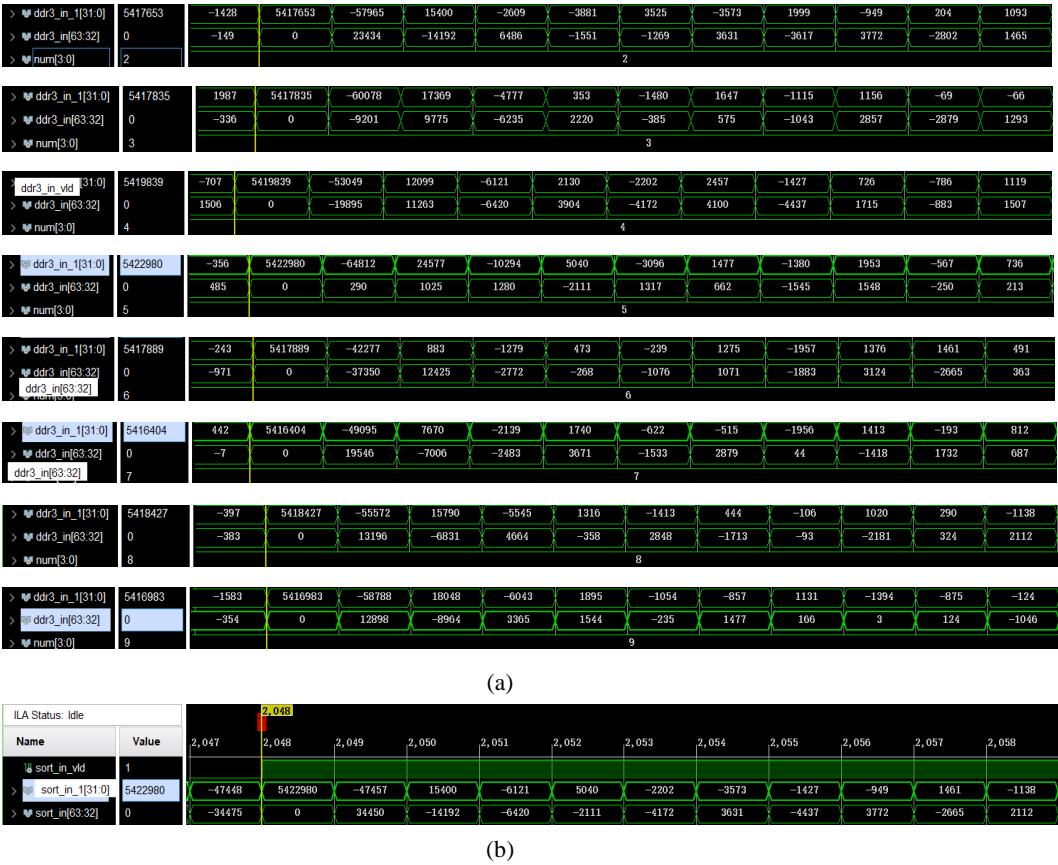 ddr3_in_1[31:0] 5417653 -1428 5417653 -57965 15400 -2609 -3881 3525 -3573 1999 -949 204 1093
ddr3_in[63:32] 0 -149 0 23434 -14192 6486 -1551 -1269 3631 -3617 3772 -2802 1465
num[3:0] 2 2
ddr3_in_1[31:0] 5417835 1987 5417835 -60078 17369 -4777 353 -1480 1647 -1115 1156 -69 -66
ddr3_in[63:32] 0 -336 0 -9201 9775 -6235 2220 -385 575 -1043 2857 -2879 1293
num[3:0] 3 3
ddr3_in_vld [31:0] 5419839 -707 5419839 -53049 12099 -6121 2130 -2202 2457 -1427 726 -786 1119
ddr3_in[63:32] 0 1506 0 -19895 11263 -6420 3904 -4172 4100 -4437 1715 -883 1507
num[3:0] 4 4
ddr3_in_1[31:0] 5422980 -356 5422980 -64812 24577 -10294 5040 -3096 1477 -1380 1953 -567 736
ddr3_in[63:32] 0 485 0 290 1025 1280 -2111 1317 662 -1545 1548 -250 213
num[3:0] 5 5
ddr3_in_1[31:0] 5417889 -243 5417889 -42277 883 -1279 473 -239 1275 -1957 1376 1461 491
ddr3_in[63:32] 0 -971 0 -37350 12425 -2772 -268 -1076 1071 -1883 3124 -2665 363
ddr3_in[63:32] 6 6
ddr3_in_1[31:0] 5416404 442 5416404 -49095 7670 -2139 1740 -622 -515 -1956 1413 -193 812
ddr3_in[63:32] 0 -7 0 19546 -7006 -2483 3671 -1533 2879 44 -1418 1732 687
ddr3_in[63:32] 7 7
ddr3_in_1[31:0] 5418427 -397 5418427 -55572 15790 -5545 1316 -1413 444 -106 1020 290 -1138
ddr3_in[63:32] 0 -383 0 13196 -6831 4664 -358 2848 -1713 -93 -2181 324 2112
num[3:0] 8 8
ddr3_in_1[31:0] 5416983 -1583 5416983 -58788 18048 -6043 1895 -1054 -857 1131 -1394 -875 -124
ddr3_in[63:32] 0 -354 0 12898 -8964 3365 1544 -235 1477 166 3 124 -1046
num[3:0] 9 9
(a)
ILA Status: Idle 2,048
Name Value 2,047 2,048 2,049 2,050 2,051 2,052 2,053 2,054 2,055 2,056 2,057 2,058
sort_in_vld 1
sort_in_1[31:0] 5422980 -47448 5422980 -47457 15400 -6121 5040 -2202 -3573 -1427 -949 1461 -1138
sort_in[63:32] 0 -34475 0 34450 -14192 -6420 -2111 -4172 3631 -4437 3772 -2665 2112
(b)